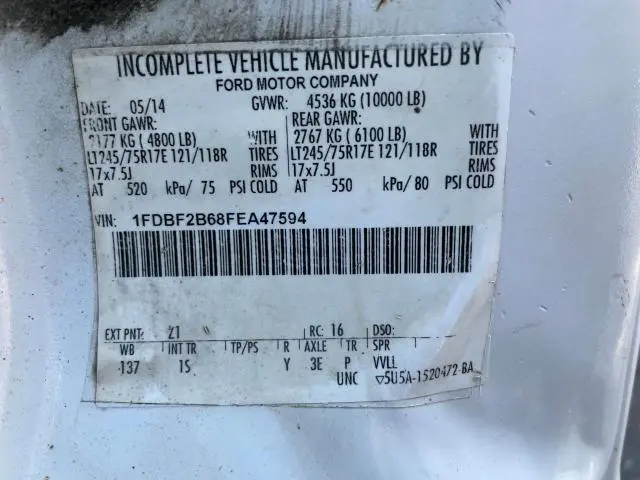 INCOMPLETE VEHICLE MANUFACTURED BY
FORD MOTOR COMPANY
DATE: 05/14 GVWR: 4536 KG (10000 LB)
FRONT GAWR: REAR GAWR:
2177 KG ( 4800 LB) WITH 2767 KG ( 6100 LB) WITH
LT245/75R17E 121/118R TIRES LT245/75R17E 121/118R TIRES
17x7.5J RIMS 17x7.5J RIMS
AT 520 kPa/ 75 PSI COLD AT 550 kPa/ 80 PSI COLD
VIN: 1FDBF2B68FEA47594
EXT PNT: Z1 RC: 16 DSO:
WB INT TR TP/PS R AXLE TR SPR
137 1S Y 3E P VVLL
UNC ▽5U5A-1520472-BA